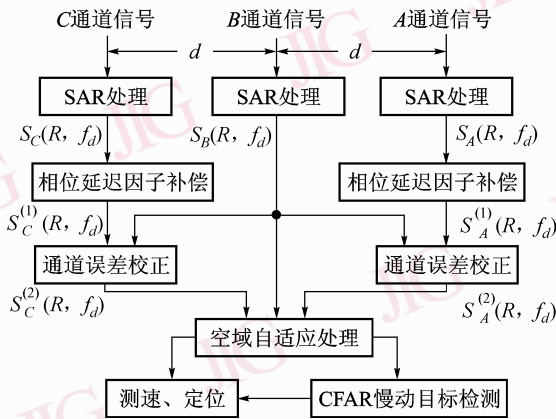 C通道信号 B通道信号 A通道信号
d d
SAR处理 SAR处理 SAR处理
S_C(R, f_d) S_B(R, f_d) S_A(R, f_d)
相位延迟因子补偿 相位延迟因子补偿
S_C^(1)(R, f_d) S_A^(1)(R, f_d)
通道误差校正 通道误差校正
S_C^(2)(R, f_d) S_A^(2)(R, f_d)
空域自适应处理
测速、定位 CFAR慢动目标检测
JIG
JIG
JIG
JIG